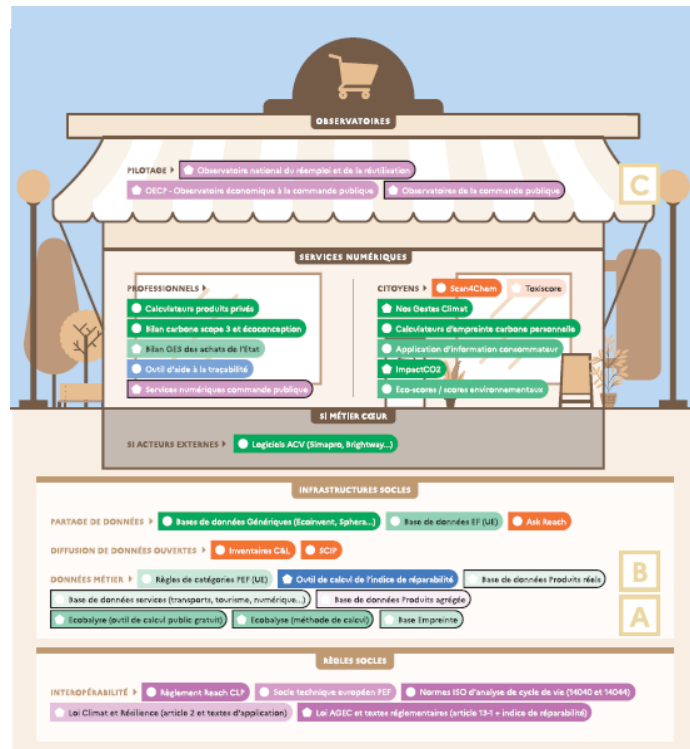 OBSERVATOIRES
PILOTAGE Observatoire national du réemploi et de la réutilisation
OECP - Observatoire économique à la commande publique Observatoires de la commande publique
C
SERVICES NUMÉRIQUES
PROFESSIONNELS
Calculateurs produits privés
Bilan carbone scope 3 et écoconception
Bilan GES des achats de l'Etat
Outil d'aide à la traçabilité
Services numériques commande publique
CITOYENS Scan4Chem Toxiscore
Nos Gestes Climat
Calculateurs d'empreinte carbone personnelle
Application d'information consommateur
ImpactCO2
Eco-scores / scores environnementaux
SI MÉTIER CŒUR
SI ACTEURS EXTERNES Logiciels ACV (Simapro, Brightway...)
INFRASTRUCTURES SOCLES
PARTAGE DE DONNÉES Bases de données Génériques (Ecoinvent, Sphera...) Base de données EF (UE) Ask Reach
DIFFUSION DE DONNÉES OUVERTES Inventaires C&L SCIP
DONNÉES MÉTIER Règles de catégories PEF (UE) Outil de calcul de l'indice de réparabilité Base de données Produits réels
Base de données services (transports, tourisme, numérique...) Base de données Produits agrégée
Ecobalyse (outil de calcul public gratuit) Ecobalyse (méthode de calcul) Base Empreinte
B
A
RÈGLES SOCLES
INTEROPÉRABILITÉ Règlement Reach CLP Socle technique européen PEF Normes ISO d'analyse de cycle de vie (14040 et 14044)
Loi Climat et Résilience (article 2 et textes d'application) Loi AGEC et textes réglementaires (article 13-1 + indice de réparabilité)